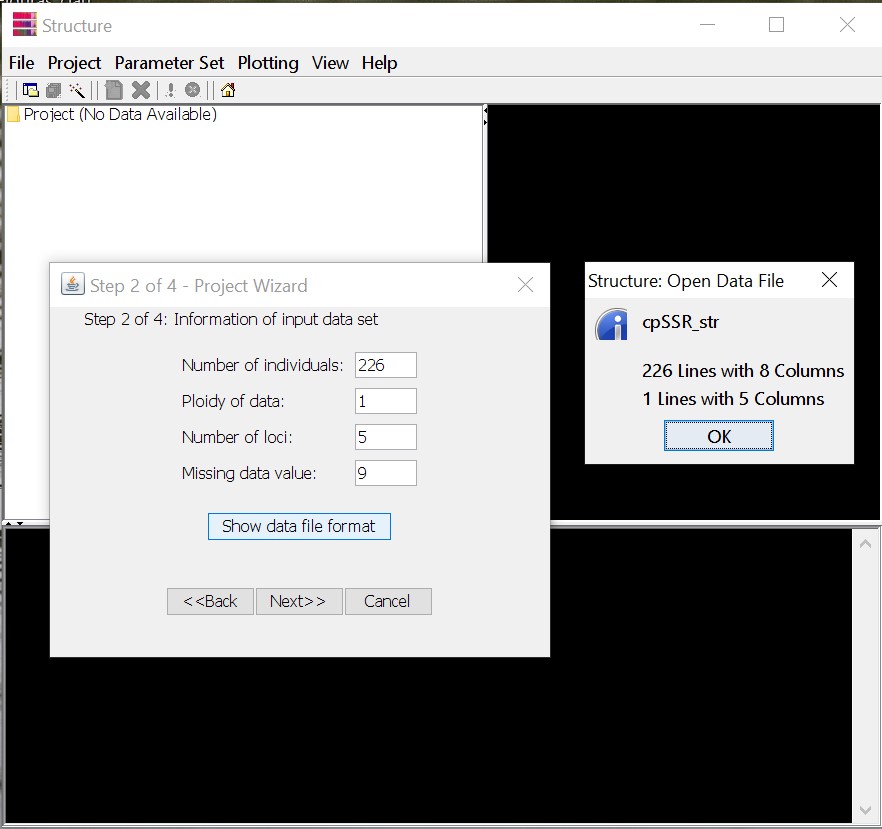 Structure
File Project Parameter Set Plotting View Help
Project (No Data Available)
Step 2 of 4 - Project Wizard
Step 2 of 4: Information of input data set
Number of individuals: 226
Ploidy of data: 1
Number of loci: 5
Missing data value: 9
Show data file format
<<Back Next>> Cancel
Structure: Open Data File
cpSSR_str
226 Lines with 8 Columns
1 Lines with 5 Columns
OK